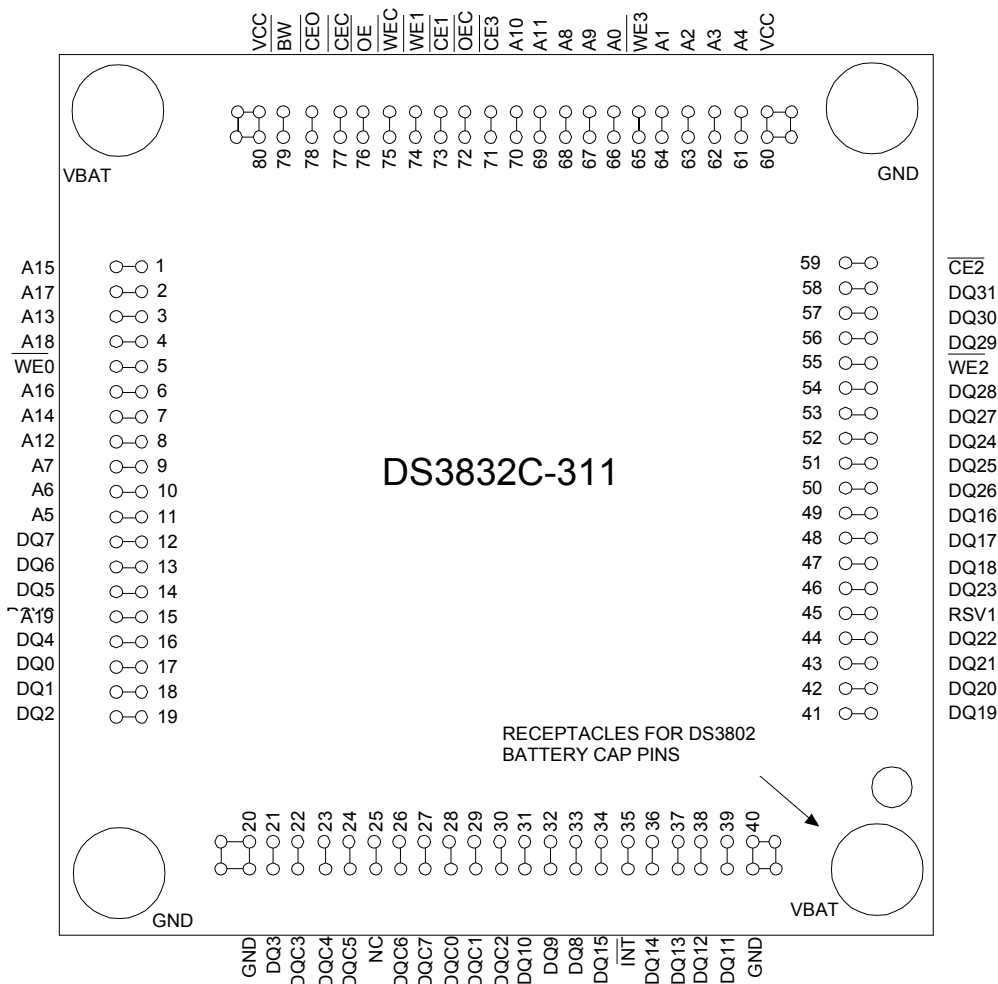 VCC BW CEO CEC OE WEC WE1 CE1 OEC CE3 A10 A11 A8 A9 A0 WE3 A1 A2 A3 A4 VCC
80 79 78 77 76 75 74 73 72 71 70 69 68 67 66 65 64 63 62 61 60
VBAT GND
A15 1 59 CE2
A17 2 58 DQ31
A13 3 57 DQ30
A18 4 56 DQ29
WE0 5 55 WE2
A16 6 54 DQ28
A14 7 53 DQ27
A12 8 52 DQ24
A7 9 51 DQ25
A6 10 50 DQ26
A5 11 49 DQ16
DQ7 12 48 DQ17
DQ6 13 47 DQ18
DQ5 14 46 DQ23
A19 15 45 RSV1
DQ4 16 44 DQ22
DQ0 17 43 DQ21
DQ1 18 42 DQ20
DQ2 19 41 DQ19
DS3832C-311
RECEPTACLES FOR DS3802
BATTERY CAP PINS
20 21 22 23 24 25 26 27 28 29 30 31 32 33 34 35 36 37 38 39 40
GND VBAT
GND DQ3 DQC3 DQC4 DQC5 NC DQC6 DQC7 DQC0 DQC1 DQC2 DQ10 DQ9 DQ8 DQ15 INT DQ14 DQ13 DQ12 DQ11 GND